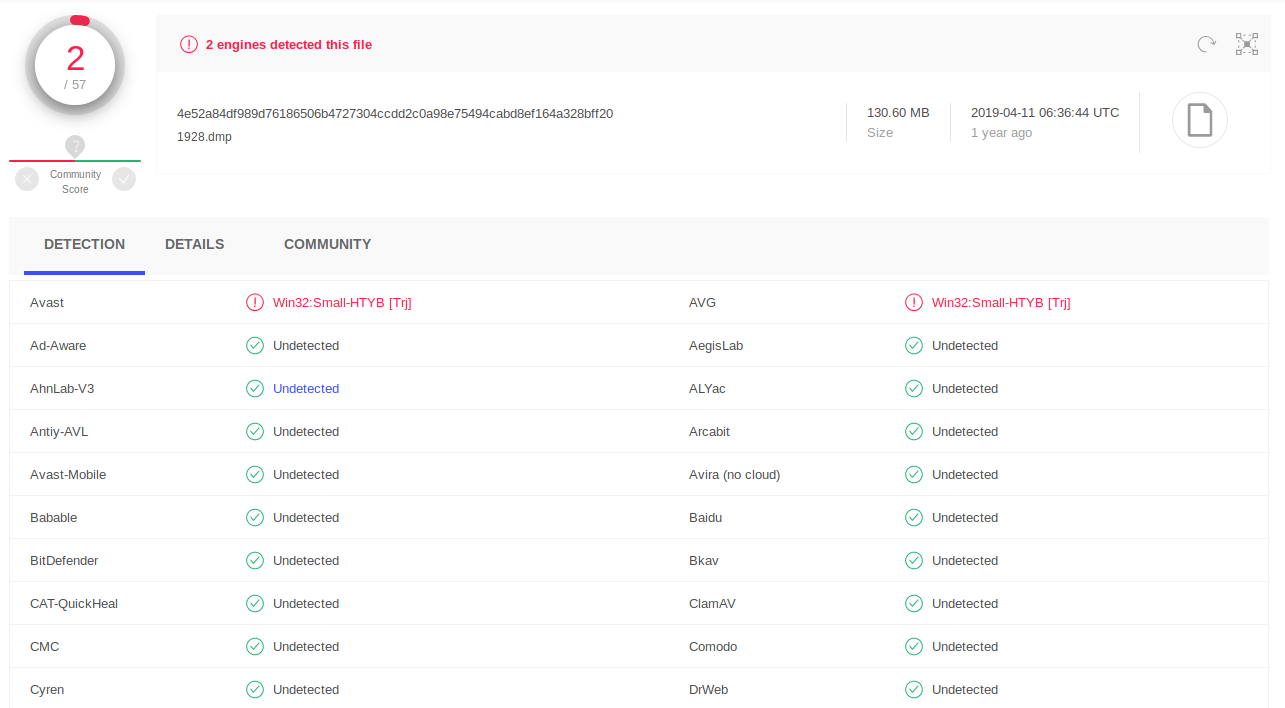 2
/ 57
?
Community
Score
2 engines detected this file
4e52a84df989d76186506b4727304ccdd2c0a98e75494cabd8ef164a328bff20
1928.dmp
130.60 MB
Size
2019-04-11 06:36:44 UTC
1 year ago
DETECTION DETAILS COMMUNITY
Avast Win32:Small-HTYB [Trj] AVG Win32:Small-HTYB [Trj]
Ad-Aware Undetected AegisLab Undetected
AhnLab-V3 Undetected ALYac Undetected
Antiy-AVL Undetected Arcabit Undetected
Avast-Mobile Undetected Avira (no cloud) Undetected
Babable Undetected Baidu Undetected
BitDefender Undetected Bkav Undetected
CAT-QuickHeal Undetected ClamAV Undetected
CMC Undetected Comodo Undetected
Cyren Undetected DrWeb Undetected